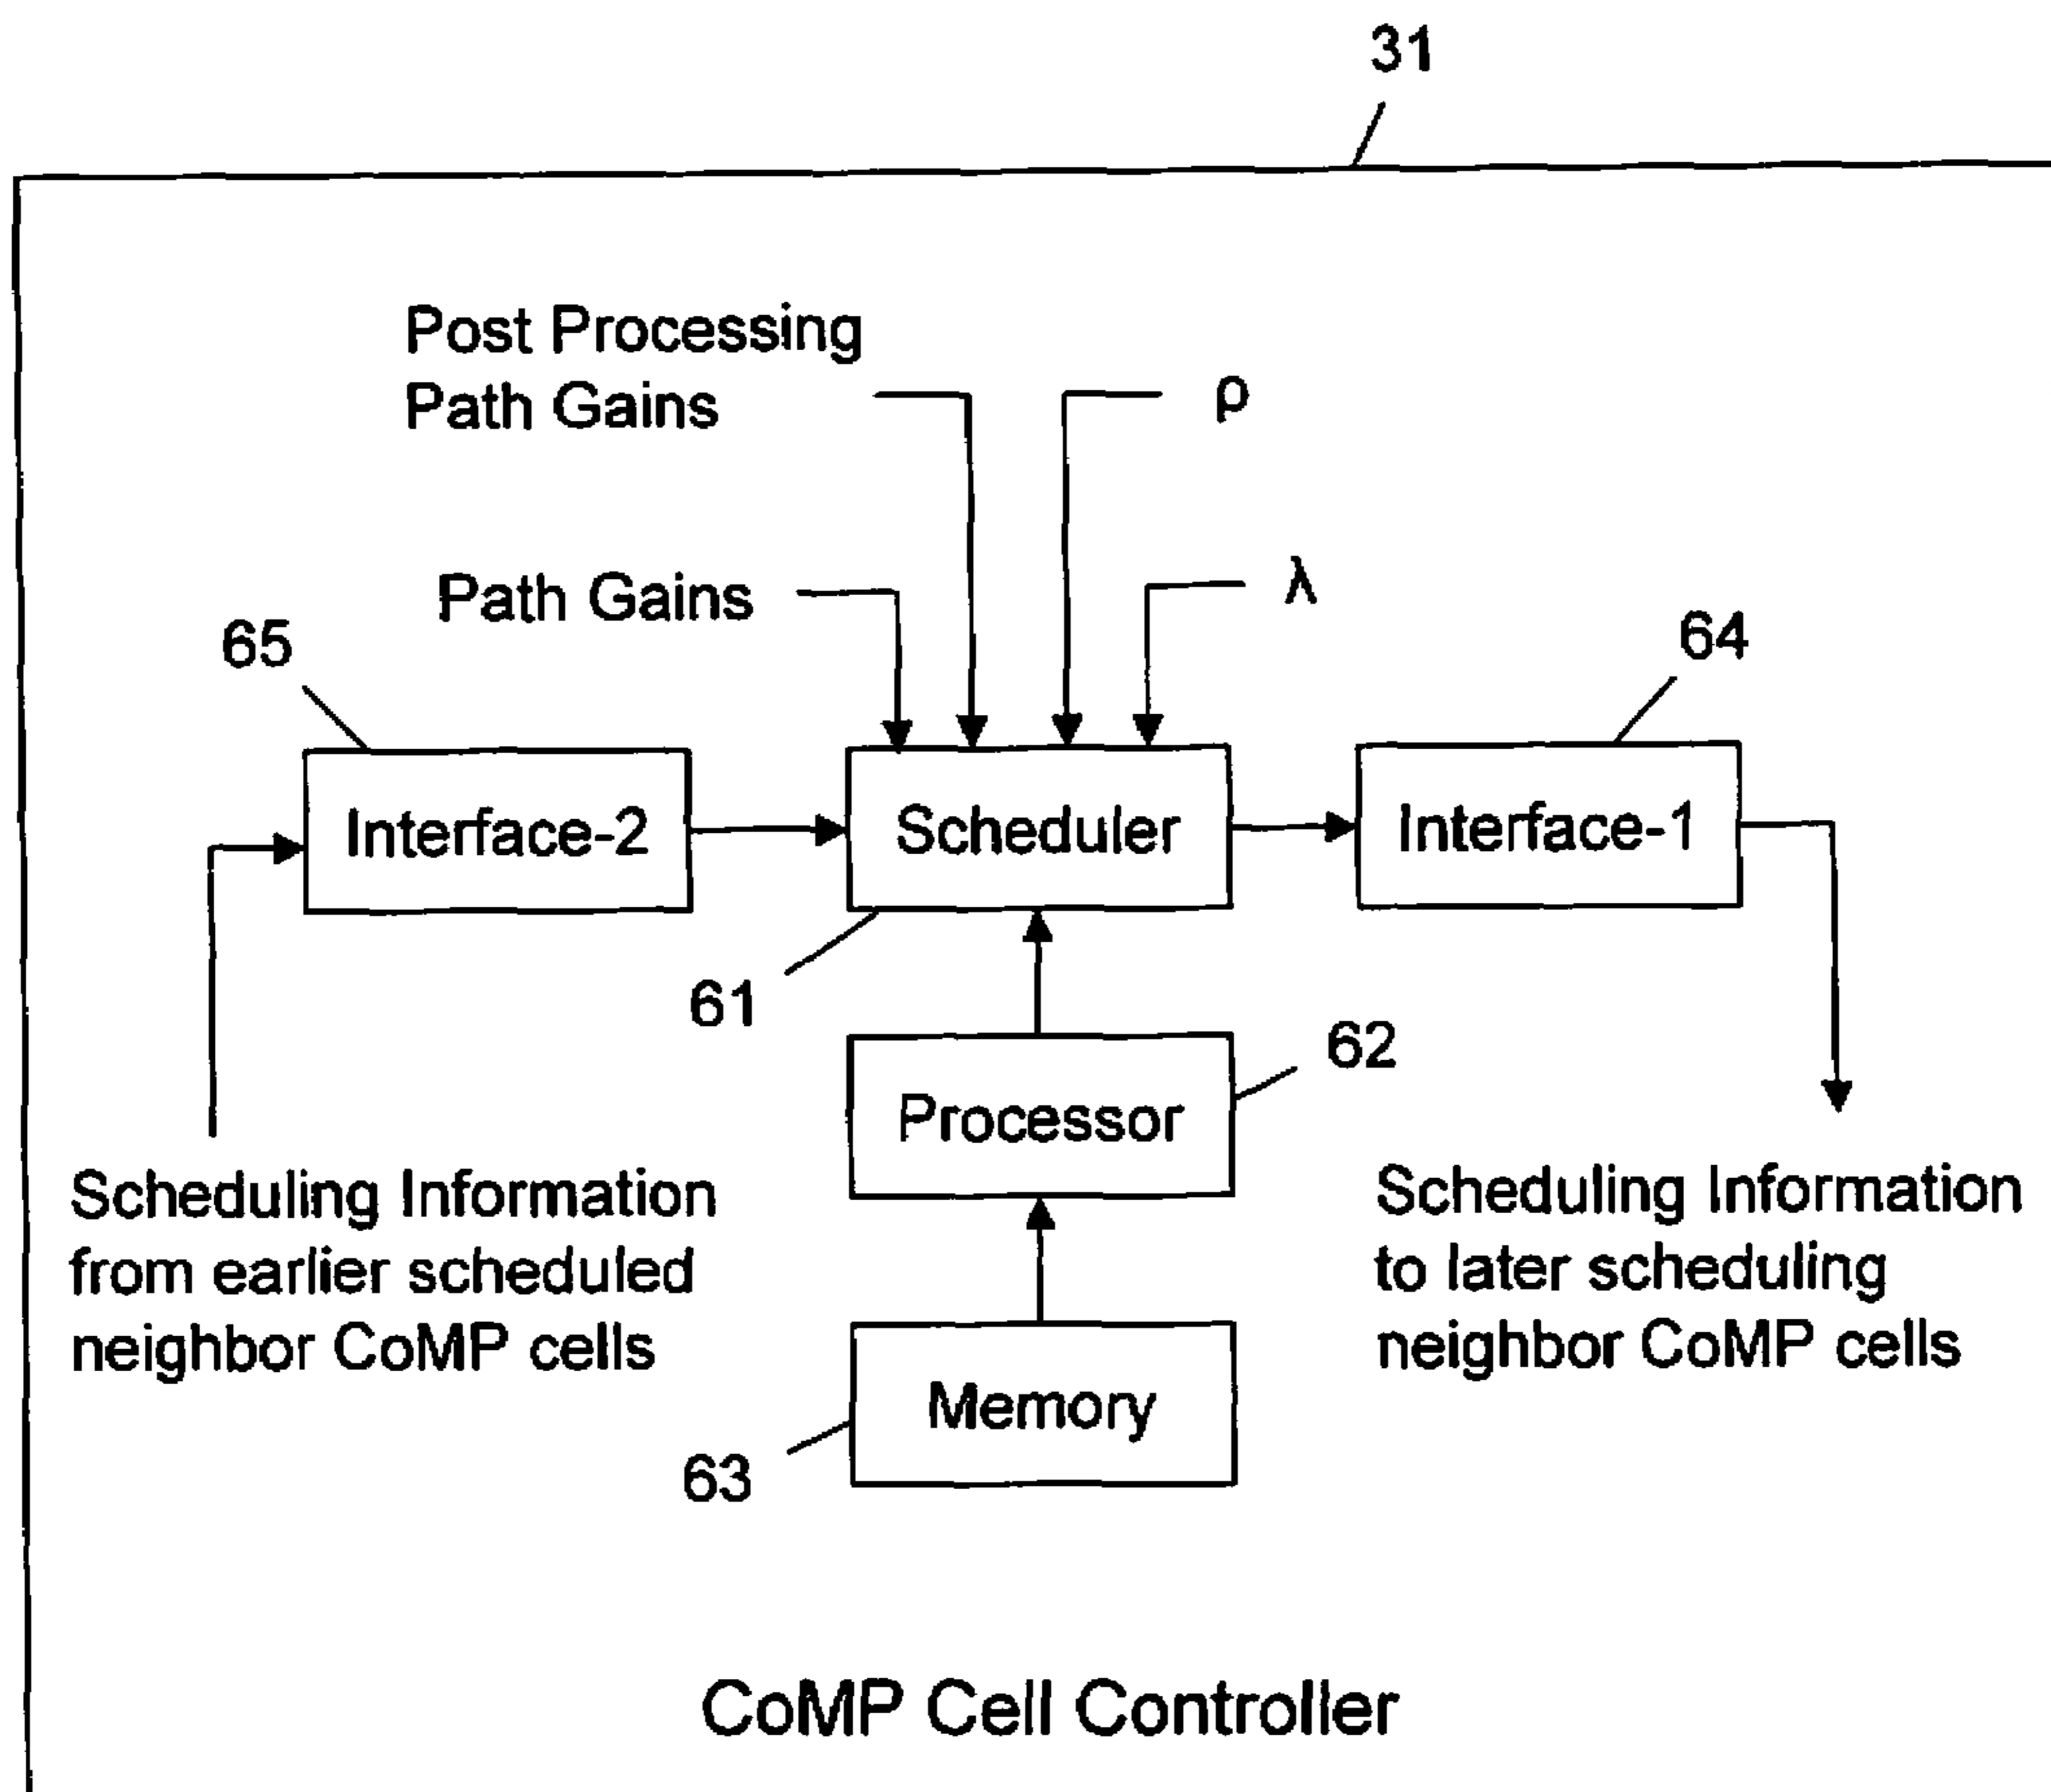 31
Post Processing
Path Gains
ρ
Path Gains
λ
65
64
Interface-2
Scheduler
Interface-1
61
62
Processor
Scheduling Information
from earlier scheduled
neighbor CoMP cells
Scheduling Information
to later scheduling
neighbor CoMP cells
Memory
63
CoMP Cell Controller